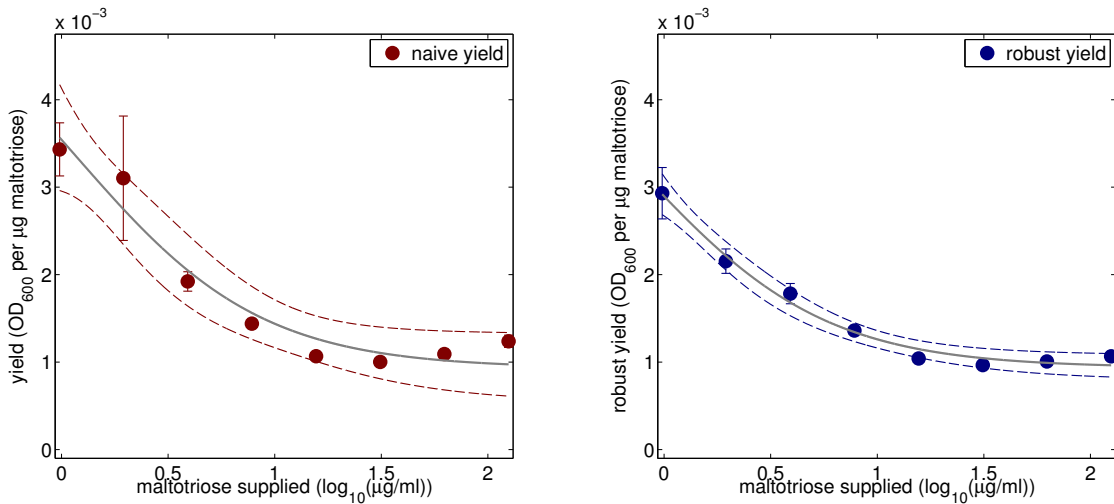 x 10⁻³
naive yield
4
3
2
1
0
yield (OD₆₀₀ per µg maltotriose)
0 0.5 1 1.5 2
maltotriose supplied (log₁₀(µg/ml))
x 10⁻³
robust yield
4
3
2
1
0
robust yield (OD₆₀₀ per µg maltotriose)
0 0.5 1 1.5 2
maltotriose supplied (log₁₀(µg/ml))